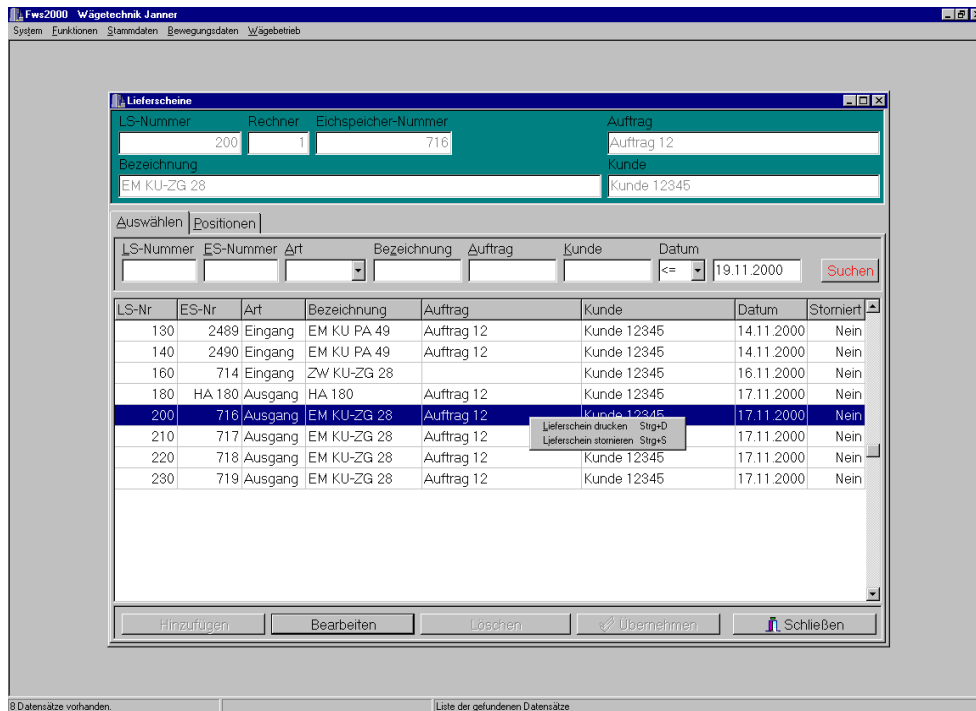 Fws2000 Wägetechnik Janner
System Funktionen Stammdaten Bewegungsdaten Wägebetrieb
Lieferscheine
LS-Nummer Rechner Eichspeicher-Nummer Auftrag
200 1 716 Auftrag 12
Bezeichnung Kunde
EM KU-ZG 28 Kunde 12345
Auswählen Positionen
LS-Nummer ES-Nummer Art Bezeichnung Auftrag Kunde Datum
<= 19.11.2000 Suchen
LS-Nr ES-Nr Art Bezeichnung Auftrag Kunde Datum Storniert
130 2489 Eingang EM KU PA 49 Auftrag 12 Kunde 12345 14.11.2000 Nein
140 2490 Eingang EM KU PA 49 Auftrag 12 Kunde 12345 14.11.2000 Nein
160 714 Eingang ZW KU-ZG 28 Kunde 12345 16.11.2000 Nein
180 HA 180 Ausgang HA 180 Auftrag 12 Kunde 12345 17.11.2000 Nein
200 716 Ausgang EM KU-ZG 28 Auftrag 12 Kunde 12345 17.11.2000 Nein
Lieferschein drucken Strg+D
Lieferschein stornieren Strg+S
210 717 Ausgang EM KU-ZG 28 Auftrag 12 Kunde 12345 17.11.2000 Nein
220 718 Ausgang EM KU-ZG 28 Auftrag 12 Kunde 12345 17.11.2000 Nein
230 719 Ausgang EM KU-ZG 28 Auftrag 12 Kunde 12345 17.11.2000 Nein
Hinzufügen Bearbeiten Löschen Übernehmen Schließen
8 Datensätze vorhanden. Liste der gefundenen Datensätze